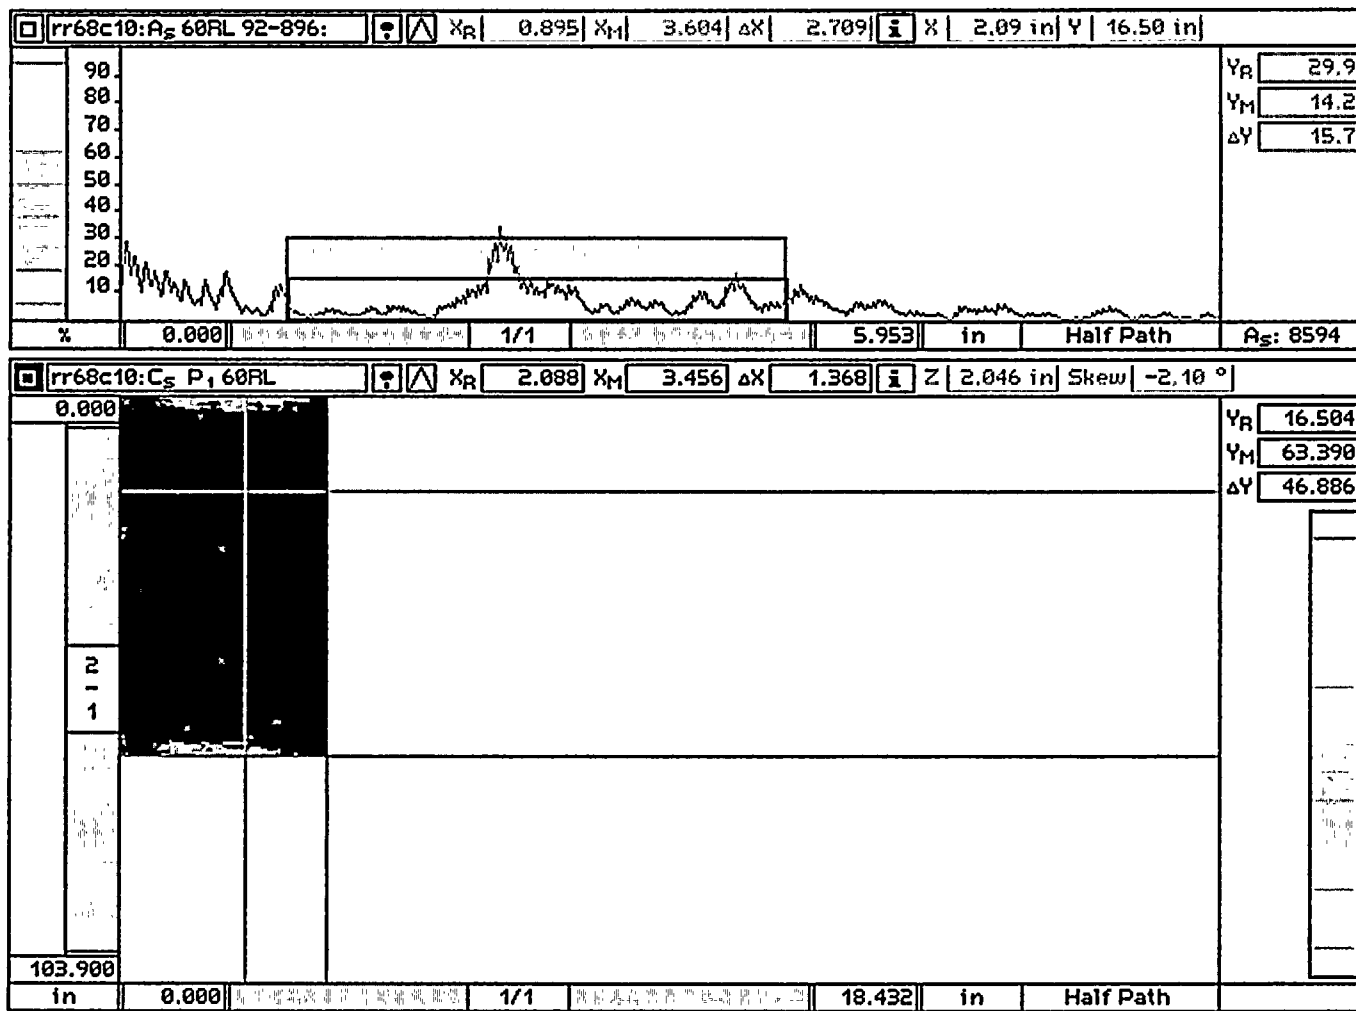 rr68c10:As 60RL 92-896: XR 0.895 XM 3.604 ΔX 2.709 i X 2.09 in Y 16.50 in
90 YR 29.9
80 YM 14.2
70 ΔY 15.7
60
50
40
30
20
10
% 0.000 1/1 5.953 in Half Path As: 8594
rr68c10:Cs P1 60RL XR 2.088 XM 3.456 ΔX 1.368 i Z 2.046 in Skew -2.10 °
0.000 YR 16.504
YM 63.390
ΔY 46.886
2
-
1
103.900
in 0.000 1/1 18.432 in Half Path